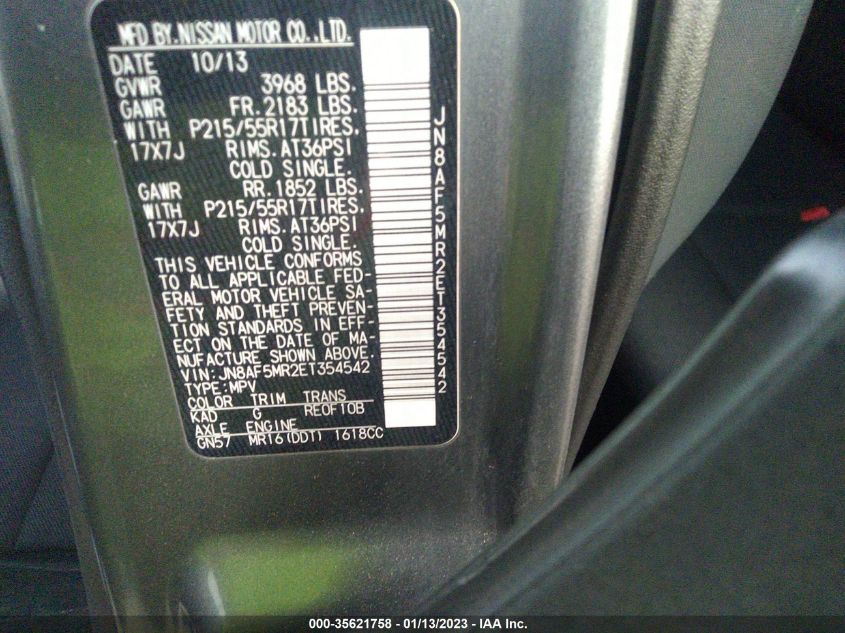 MFD BY.NISSAN MOTOR CO.,LTD.
DATE 10/13
GVWR 3968 LBS.
GAWR FR.2183 LBS.
WITH P215/55R17TIRES.
17X7J RIMS.AT36PSI
COLD SINGLE.
GAWR RR.1852 LBS.
WITH P215/55R17TIRES.
17X7J RIMS.AT36PSI
COLD SINGLE.
THIS VEHICLE CONFORMS
TO ALL APPLICABLE FED-
ERAL MOTOR VEHICLE SA-
FETY AND THEFT PREVEN-
TION STANDARDS IN EFF-
ECT ON THE DATE OF MA-
NUFACTURE SHOWN ABOVE.
VIN:JN8AF5MR2ET354542
TYPE:MPV
COLOR TRIM TRANS
KAD G RE0F10B
AXLE ENGINE
GN57 MR16(DDT) 1618CC
JN8AF5MR2ET354542
000-35621758 - 01/13/2023 - IAA Inc.